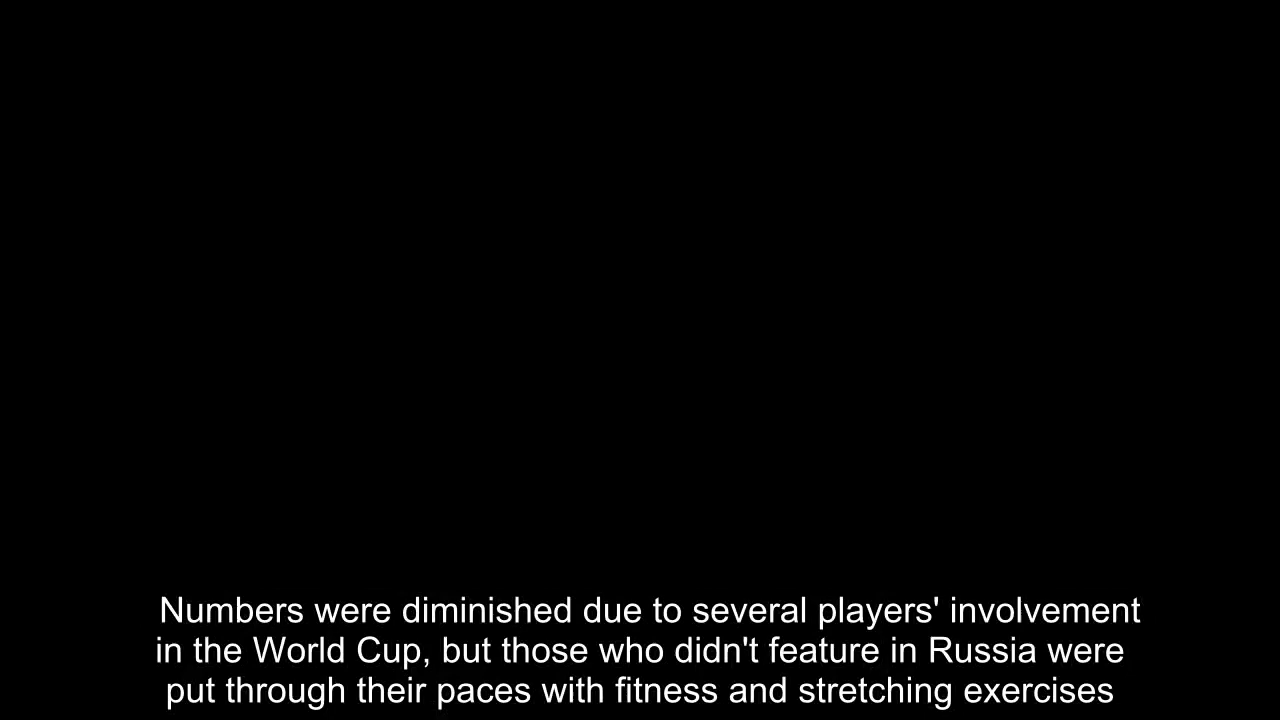 Numbers were diminished due to several players' involvement
in the World Cup, but those who didn't feature in Russia were
put through their paces with fitness and stretching exercises